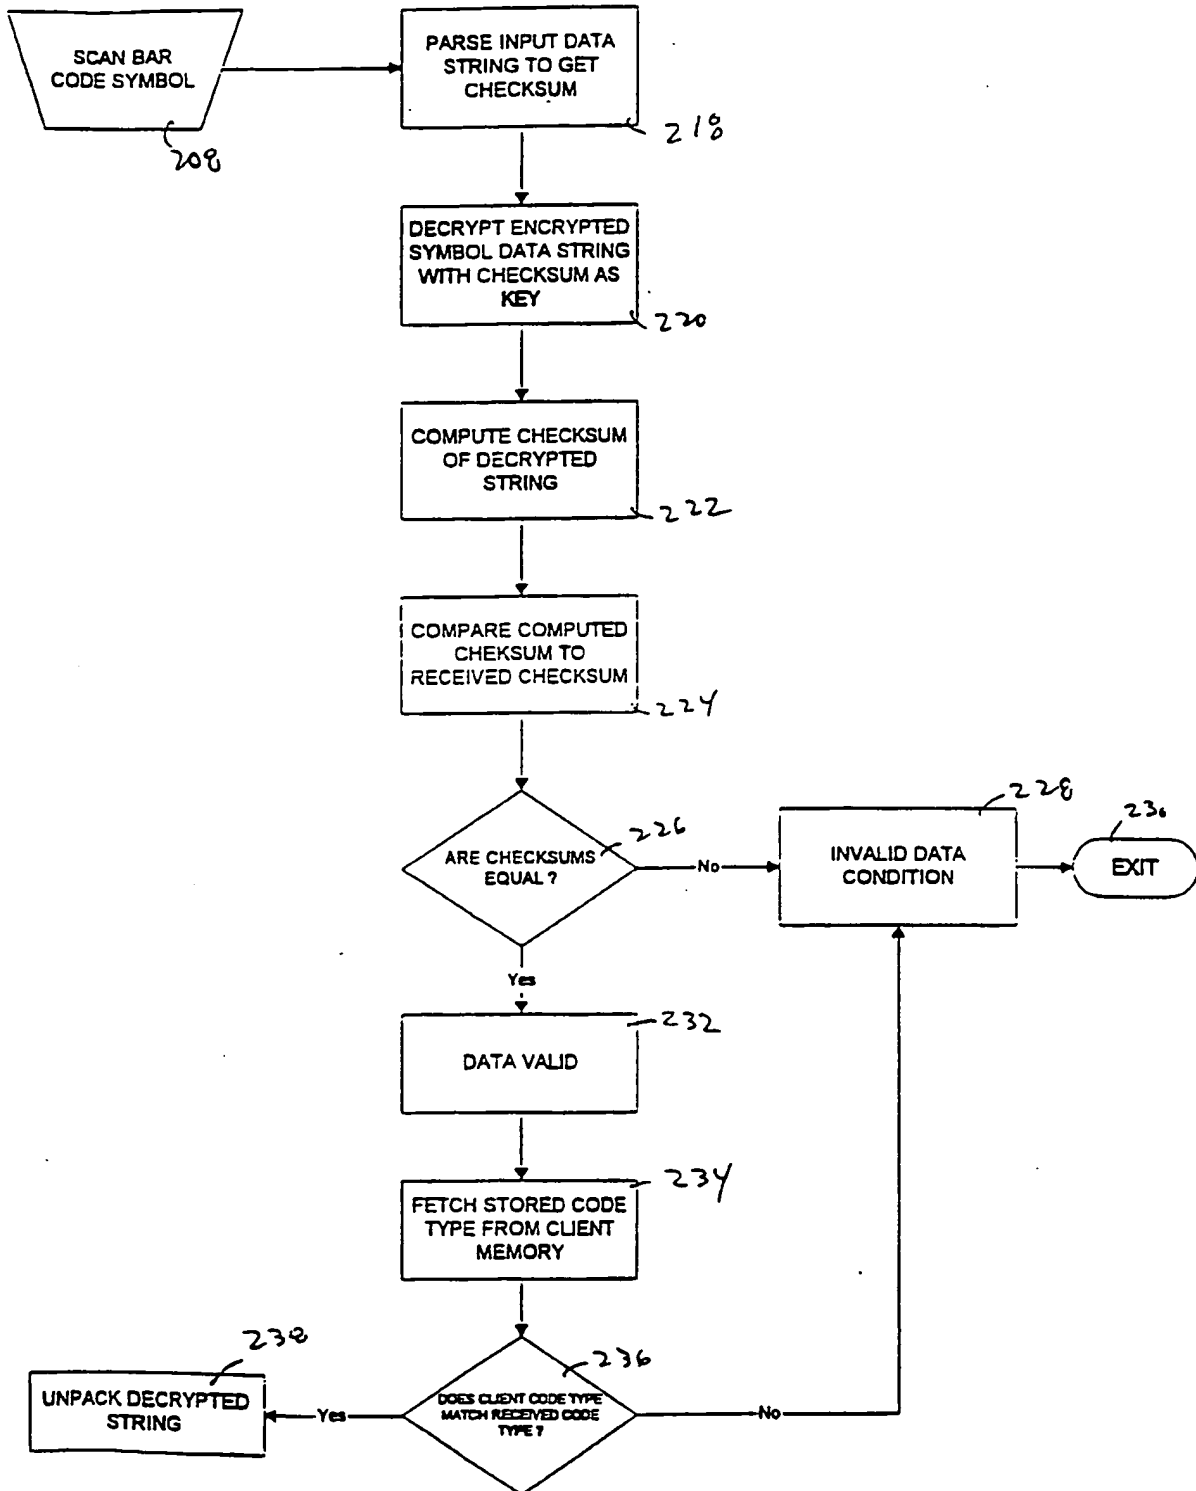 SCAN BAR
CODE SYMBOL
208
PARSE INPUT DATA
STRING TO GET
CHECKSUM
218
DECRYPT ENCRYPTED
SYMBOL DATA STRING
WITH CHECKSUM AS
KEY
220
COMPUTE CHECKSUM
OF DECRYPTED
STRING
222
COMPARE COMPUTED
CHEKSUM TO
RECEIVED CHECKSUM
224
ARE CHECKSUMS
EQUAL ?
226
No
INVALID DATA
CONDITION
228
EXIT
230
Yes
DATA VALID
232
FETCH STORED CODE
TYPE FROM CLIENT
MEMORY
234
DOES CLIENT CODE TYPE
MATCH RECEIVED CODE
TYPE ?
236
No
Yes
UNPACK DECRYPTED
STRING
238